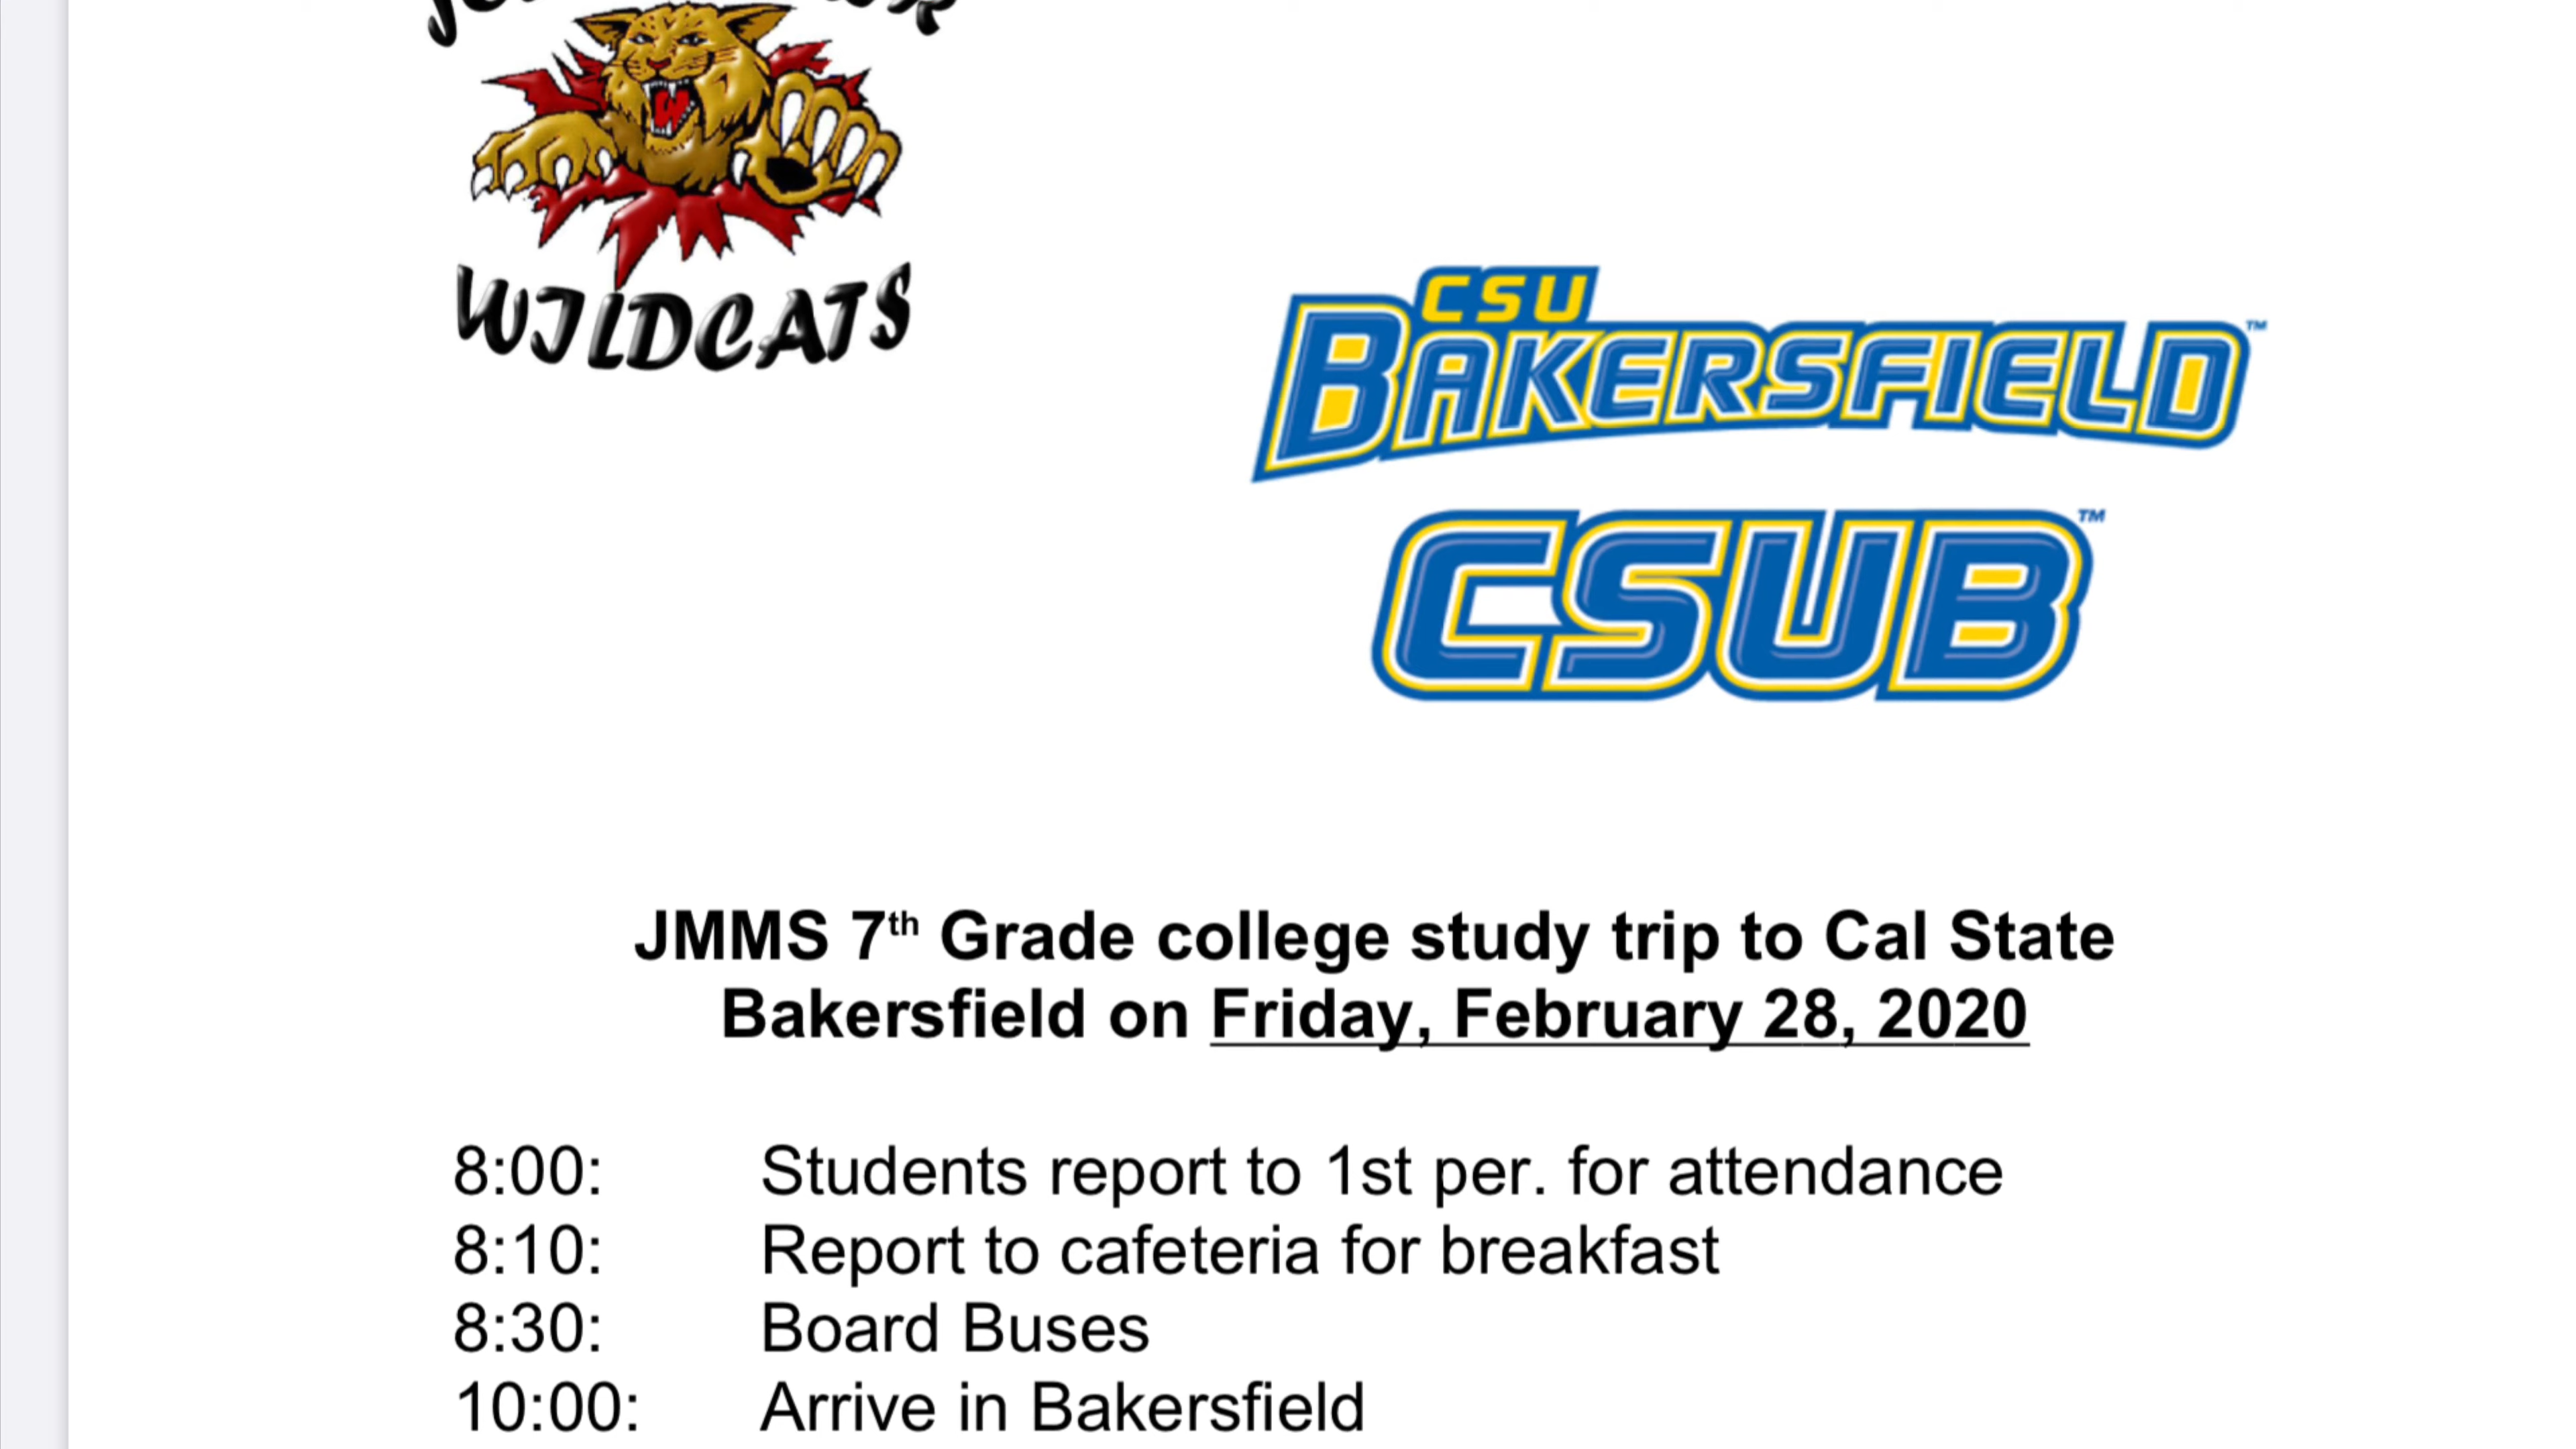 WILDCATS
CSU
BAKERSFIELD™
CSUB™
JMMS 7th Grade college study trip to Cal State
Bakersfield on Friday, February 28, 2020
8:00: Students report to 1st per. for attendance
8:10: Report to cafeteria for breakfast
8:30: Board Buses
10:00: Arrive in Bakersfield